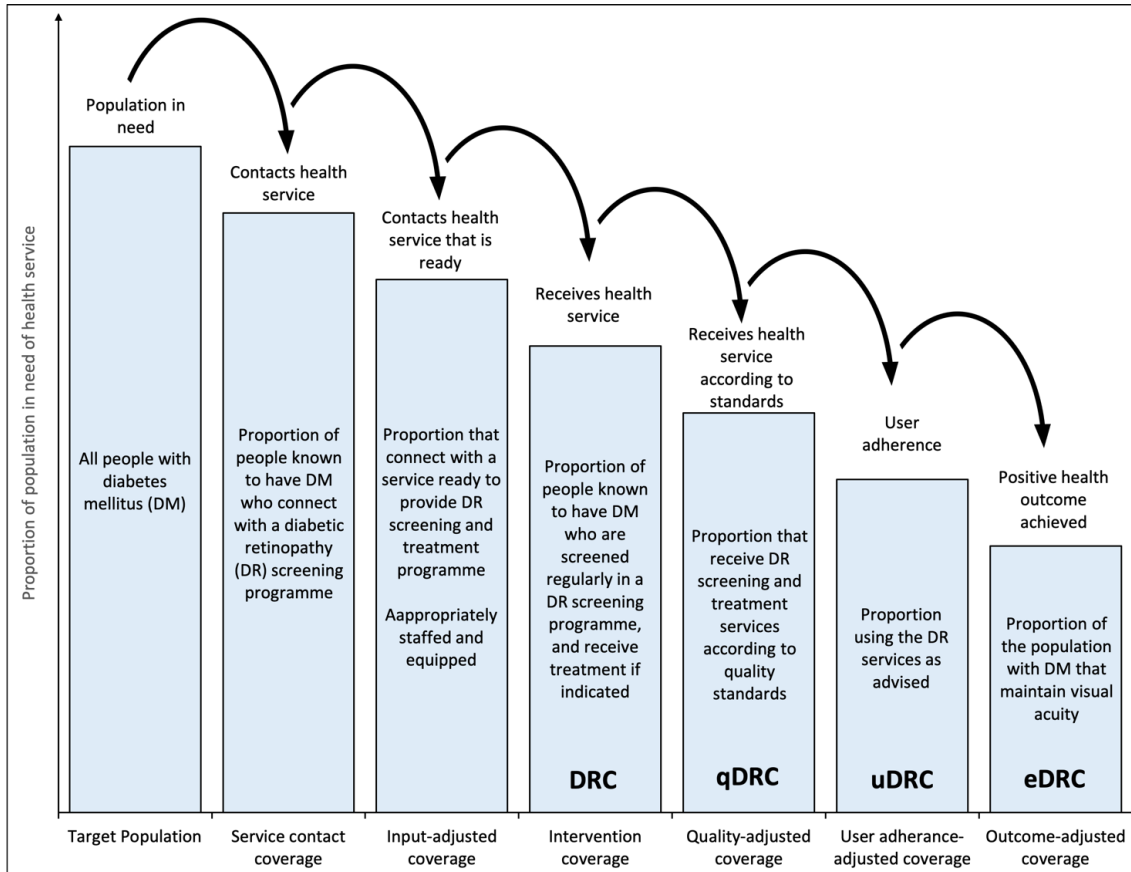 Proportion of population in need of health service
Population in
need
All people with
diabetes
mellitus (DM)
Target Population
Contacts health
service
Proportion of
people known
to have DM
who connect
with a diabetic
retinopathy
(DR) screening
programme
Service contact
coverage
Contacts health
service that is
ready
Proportion that
connect with a
service ready to
provide DR
screening and
treatment
programme
Aappropriately
staffed and
equipped
Input-adjusted
coverage
Receives health
service
Proportion of
people known
to have DM
who are
screened
regularly in a
DR screening
programme,
and receive
treatment if
indicated
DRC
Intervention
coverage
Receives health
service
according to
standards
Proportion that
receive DR
screening and
treatment
services
according to
quality
standards
qDRC
Quality-adjusted
coverage
User
adherence
Proportion
using the DR
services as
advised
uDRC
User adherance-
adjusted coverage
Positive health
outcome
achieved
Proportion of
the population
with DM that
maintain visual
acuity
eDRC
Outcome-adjusted
coverage